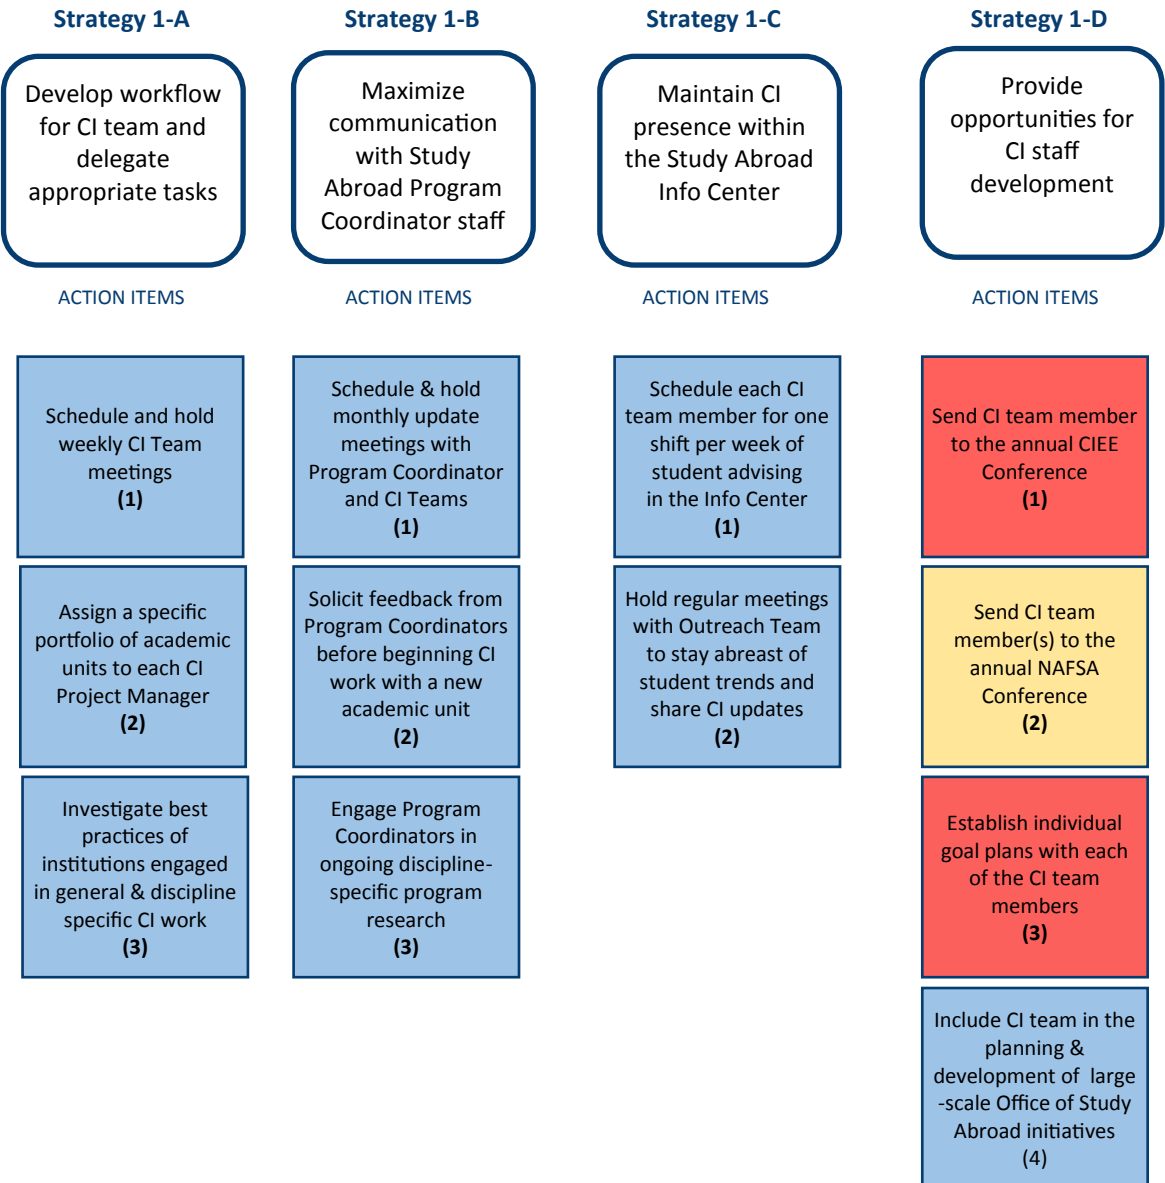 Strategy 1-A
Develop workflow
for CI team and
delegate
appropriate tasks
ACTION ITEMS
Schedule and hold
weekly CI Team
meetings
(1)
Assign a specific
portfolio of academic
units to each CI
Project Manager
(2)
Investigate best
practices of
institutions engaged
in general & discipline
specific CI work
(3)
Strategy 1-B
Maximize
communication
with Study
Abroad Program
Coordinator staff
ACTION ITEMS
Schedule & hold
monthly update
meetings with
Program Coordinator
and CI Teams
(1)
Solicit feedback from
Program Coordinators
before beginning CI
work with a new
academic unit
(2)
Engage Program
Coordinators in
ongoing discipline-
specific program
research
(3)
Strategy 1-C
Maintain CI
presence within
the Study Abroad
Info Center
ACTION ITEMS
Schedule each CI
team member for one
shift per week of
student advising
in the Info Center
(1)
Hold regular meetings
with Outreach Team
to stay abreast of
student trends and
share CI updates
(2)
Strategy 1-D
Provide
opportunities for
CI staff
development
ACTION ITEMS
Send CI team member
to the annual CIEE
Conference
(1)
Send CI team
member(s) to the
annual NAFSA
Conference
(2)
Establish individual
goal plans with each
of the CI team
members
(3)
Include CI team in the
planning &
development of  large
-scale Office of Study
Abroad initiatives
(4)